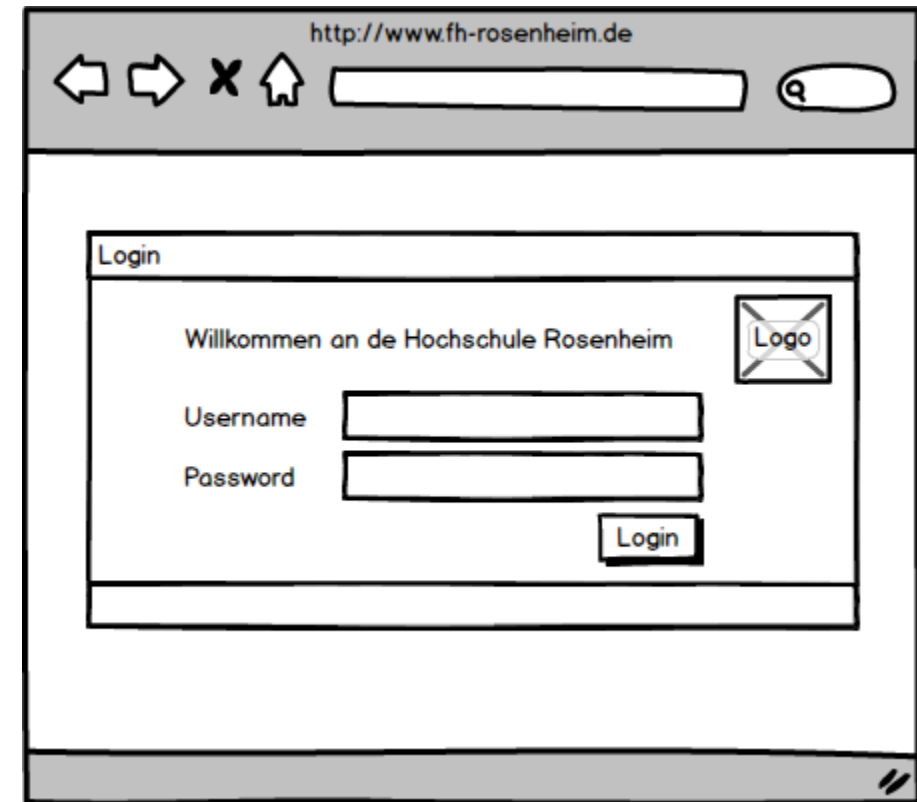 http://www.fh-rosenheim.de
Login
Willkommen an de Hochschule Rosenheim
Logo
Username
Password
Login